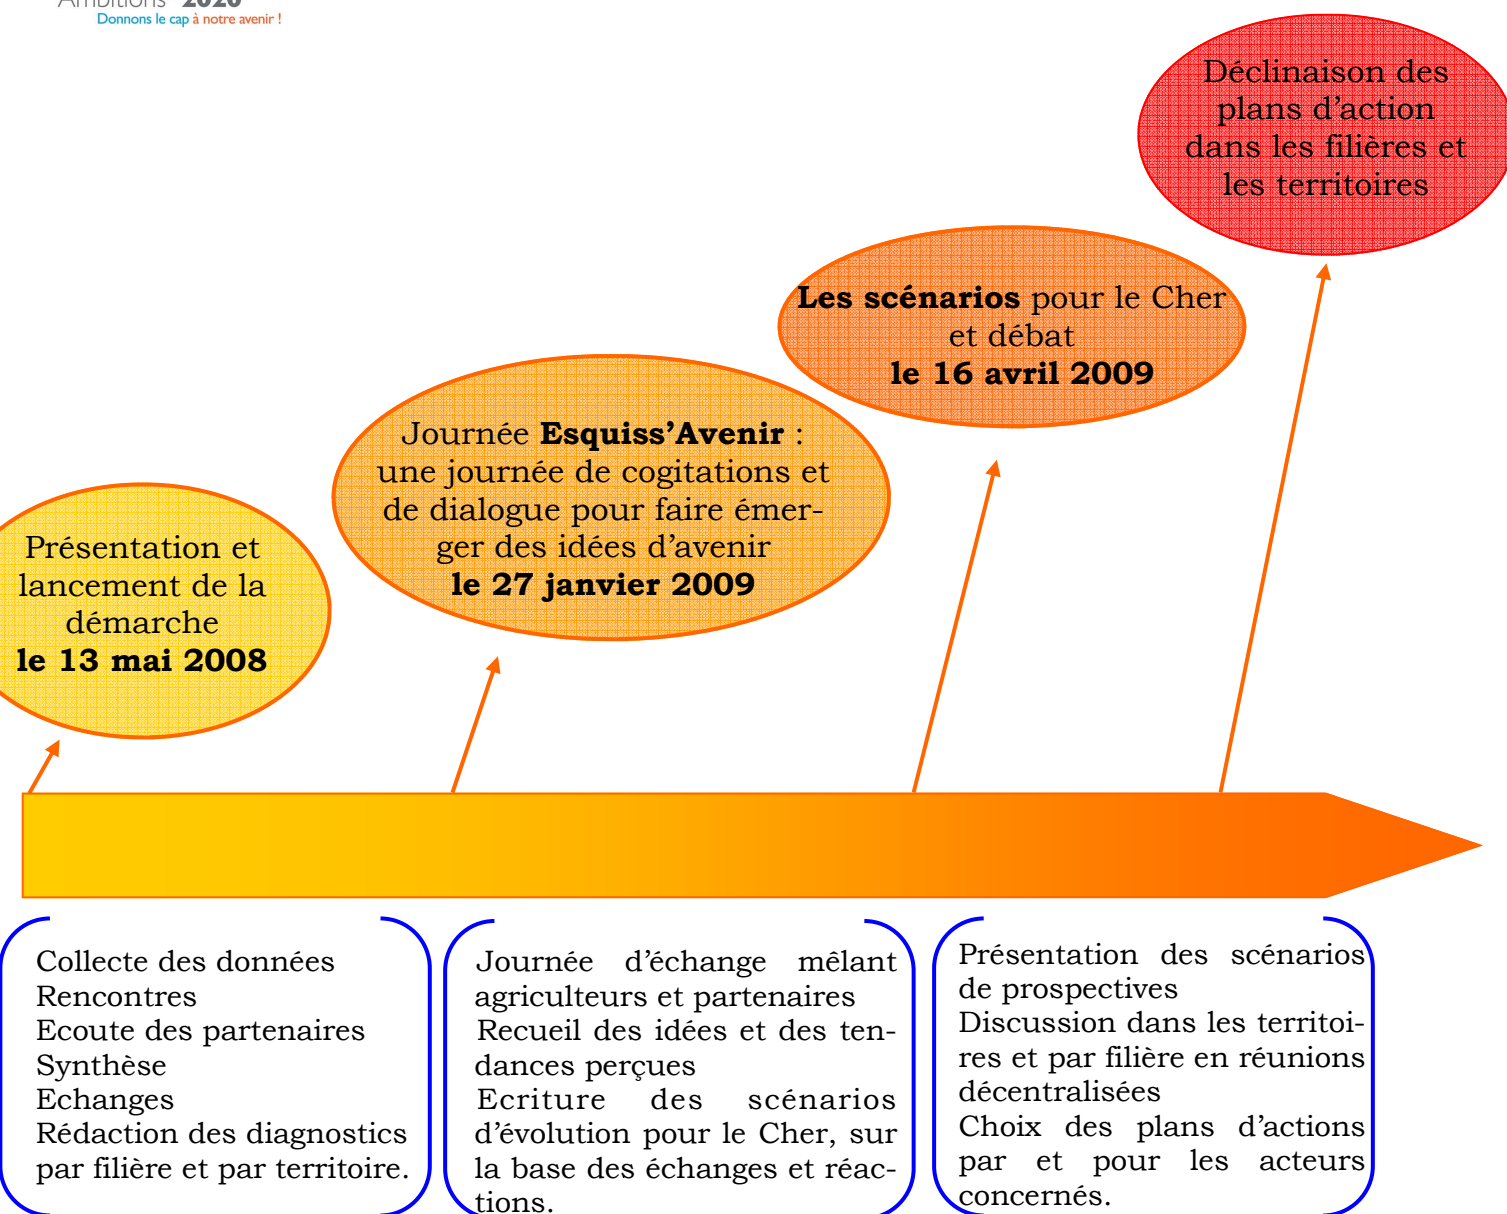 Ambitions 2020
Donnons le cap à notre avenir !
Déclinaison des
plans d'action
dans les filières et
les territoires
Les scénarios pour le Cher
et débat
le 16 avril 2009
Journée Esquiss'Avenir :
une journée de cogitations et
de dialogue pour faire émer-
ger des idées d'avenir
le 27 janvier 2009
Présentation et
lancement de la
démarche
le 13 mai 2008
Collecte des données
Rencontres
Ecoute des partenaires
Synthèse
Echanges
Rédaction des diagnostics
par filière et par territoire.
Journée d'échange mêlant
agriculteurs et partenaires
Recueil des idées et des ten-
dances perçues
Ecriture des scénarios
d'évolution pour le Cher, sur
la base des échanges et réac-
tions.
Présentation des scénarios
de prospectives
Discussion dans les territoi-
res et par filière en réunions
décentralisées
Choix des plans d'actions
par et pour les acteurs
concernés.